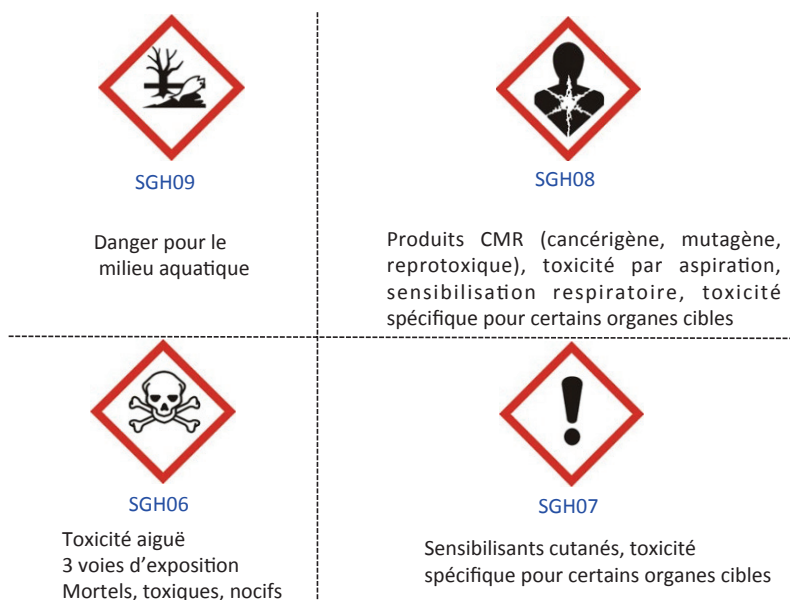 SGH09
Danger pour le
milieu aquatique
SGH08
Produits CMR (cancérigène, mutagène,
reprotoxique), toxicité par aspiration,
sensibilisation respiratoire, toxicité
spécifique pour certains organes cibles
SGH06
Toxicité aiguë
3 voies d’exposition
Mortels, toxiques, nocifs
SGH07
Sensibilisants cutanés, toxicité
spécifique pour certains organes cibles